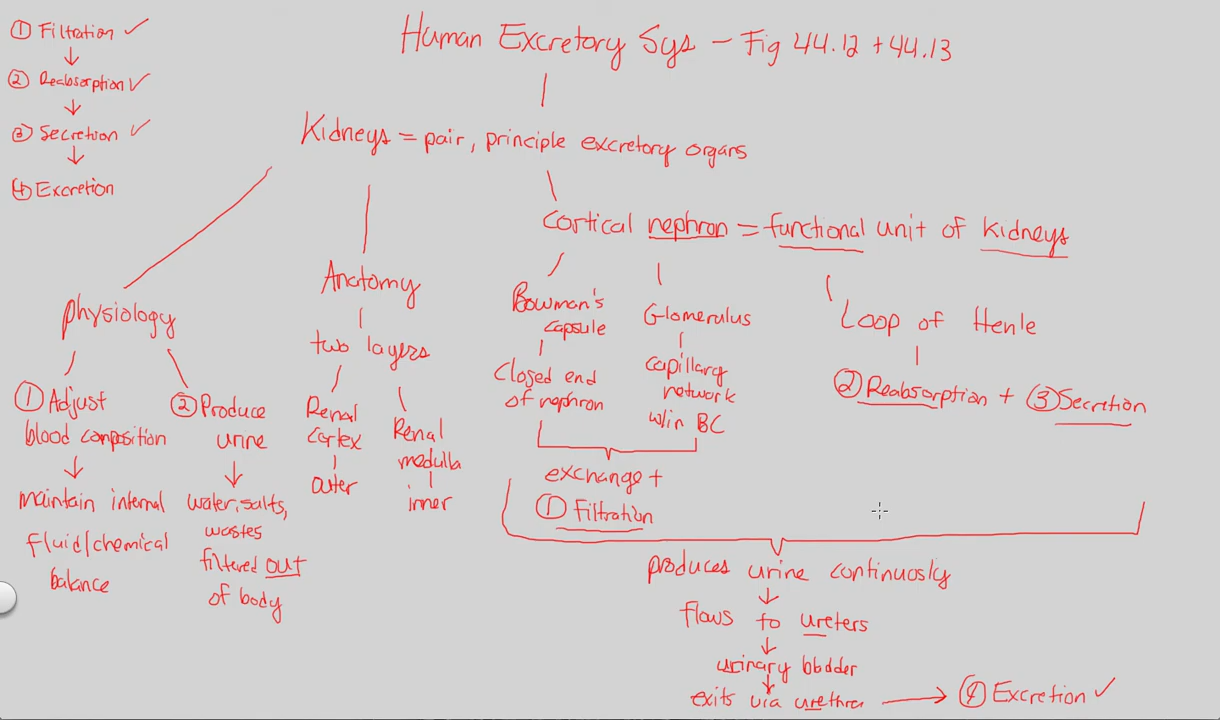 ① Filtration ✓
↓
② Reabsorption ✓
↓
③ Secretion ✓
↓
④ Excretion
Human Excretory Sys – Fig 44.12 + 44.13
Kidneys = pair, principle excretory organs
Physiology
① Adjust
blood composition
↓
maintain internal
fluid/chemical
balance
② Produce
urine
↓
water, salts,
wastes
filtered out
of body
Anatomy
two layers
Renal
cortex
outer
Renal
medulla
inner
Cortical nephron = functional unit of kidneys
Bowman's
capsule
Closed end
of nephron
Glomerulus
capillary
network
w/in BC
exchange +
① Filtration
Loop of Henle
② Reabsorption + ③ Secretion
produces urine continuosly
↓
flows to ureters
↓
urinary bladder
↓
exits via urethra → ④ Excretion ✓